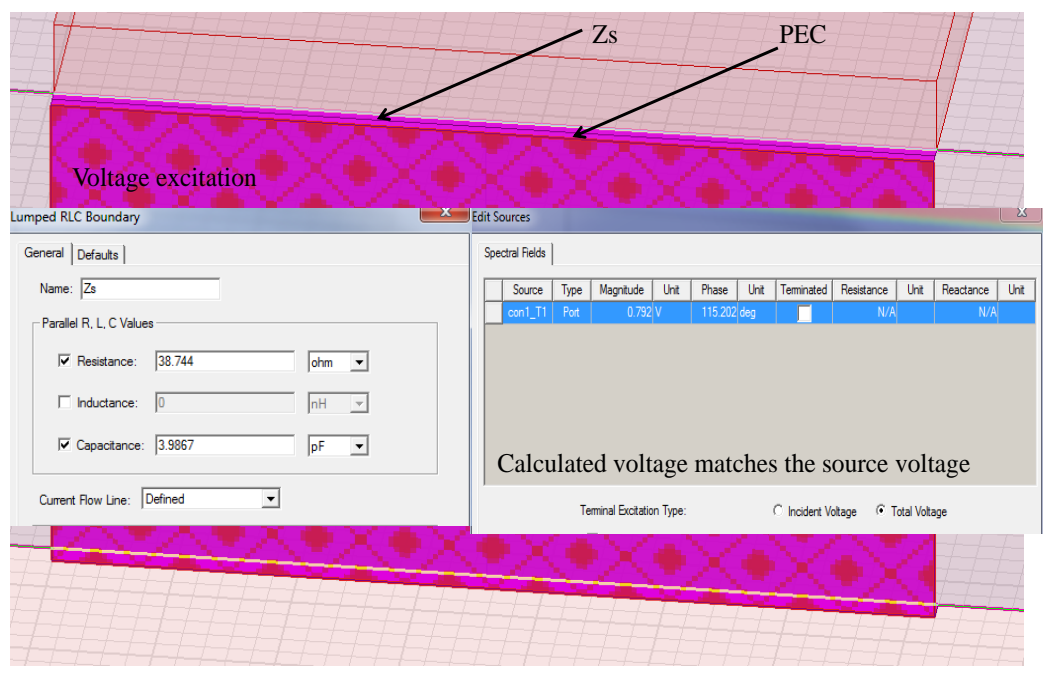 Zs
PEC
Voltage excitation
Lumped RLC Boundary
X
General Defaults
Name: Zs
Parallel R, L, C Values
Resistance: 38.744 ohm
Inductance: 0 nH
Capacitance: 3.9867 pF
Current Flow Line: Defined
Edit Sources
X
Spectral Fields
Source Type Magnitude Unit Phase Unit Terminated Resistance Unit Reactance Unit
con1_T1 Port 0.792 V 115.202 deg N/A N/A
Calculated voltage matches the source voltage
Terminal Excitation Type: Incident Voltage Total Voltage